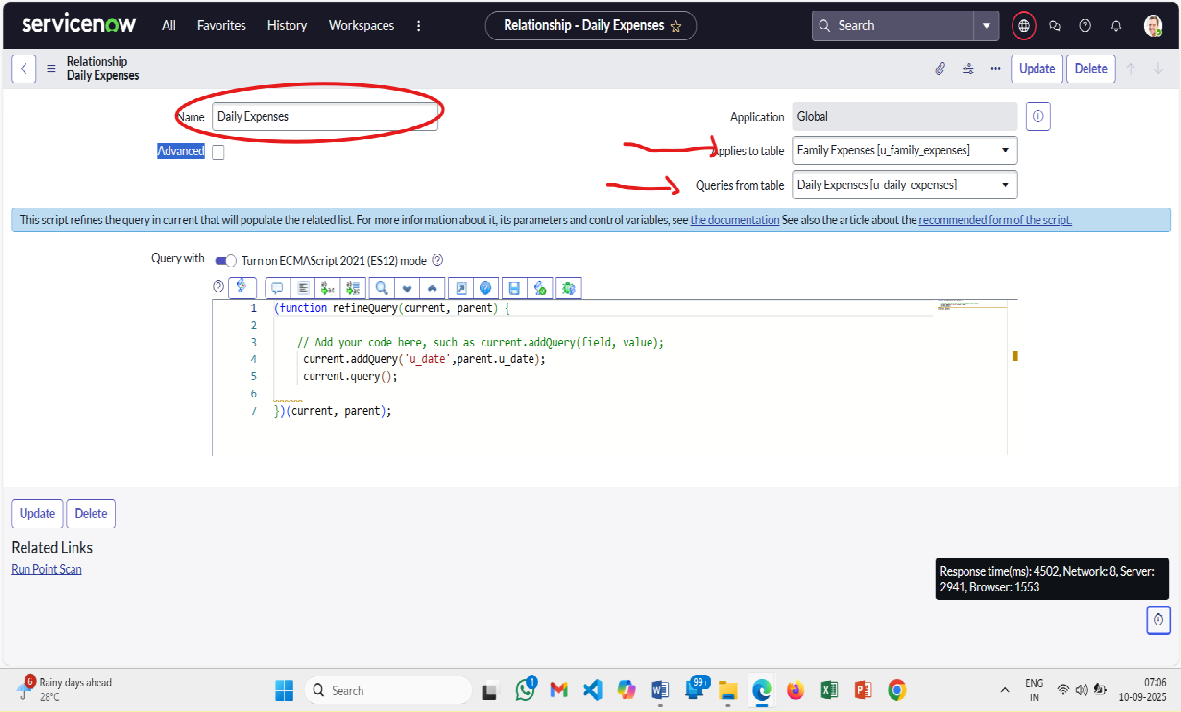 servicenow All Favorites History Workspaces Relationship - Daily Expenses Search
Relationship
Daily Expenses
Update Delete
Name Daily Expenses
Application Global
Advanced
Applies to table Family Expenses [u_family_expenses]
Queries from table Daily Expenses [u_daily_expenses]
This script refines the query in current that will populate the related list. For more information about it, its parameters and control variables, see the documentation See also the article about the recommended form of the script.
Query with Turn on ECMAScript 2021 (ES12) mode
1 (function refineQuery(current, parent) {
2
3 // Add your code here, such as current.addQuery(field, value);
4 current.addQuery('u_date',parent.u_date);
5 current.query();
6
7 })(current, parent);
Update Delete
Related Links
Run Point Scan
Response time(ms): 4502, Network: 8, Server:
2941, Browser: 1553
6 Rainy days ahead
28°C
Search
1
99+
ENG
IN
07:06
10-09-2025